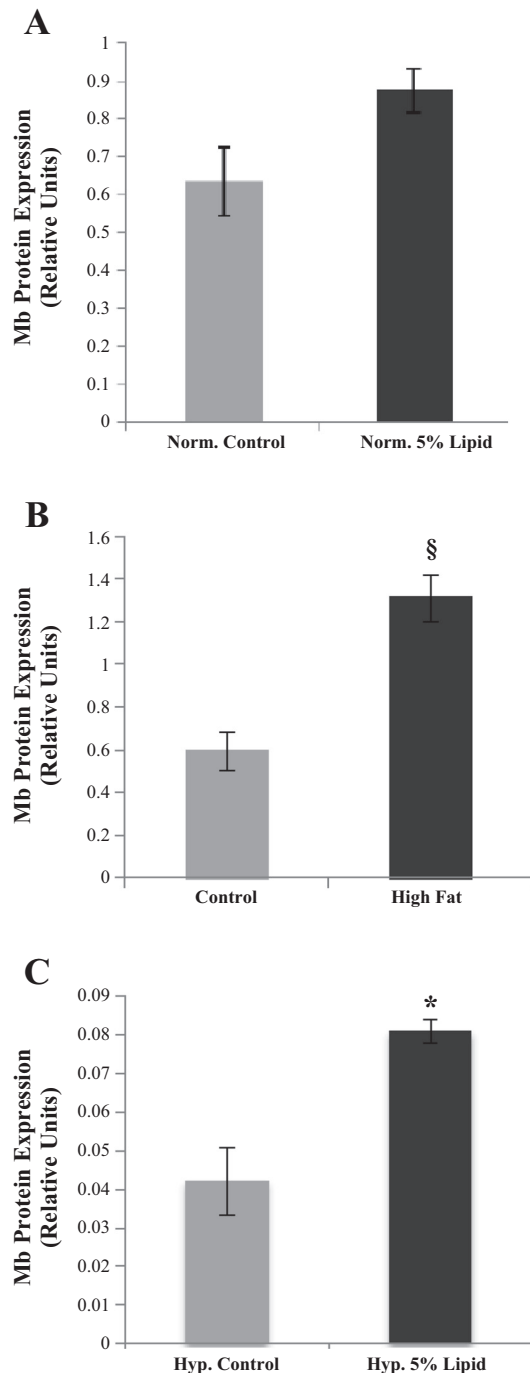 A
Mb Protein Expression
(Relative Units)
1
0.9
0.8
0.7
0.6
0.5
0.4
0.3
0.2
0.1
0
Norm. Control
Norm. 5% Lipid
B
Mb Protein Expression
(Relative Units)
1.6
1.4
1.2
1
0.8
0.6
0.4
0.2
0
§
Control
High Fat
C
Mb Protein Expression
(Relative Units)
0.09
0.08
0.07
0.06
0.05
0.04
0.03
0.02
0.01
0
*
Hyp. Control
Hyp. 5% Lipid